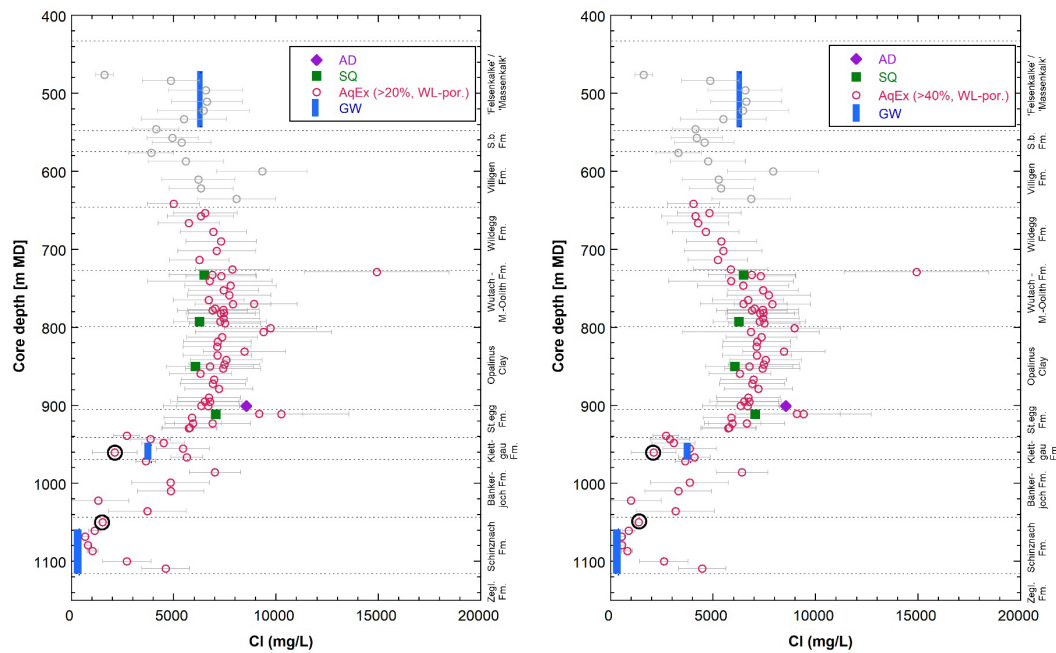 400
500
600
700
800
900
1000
1100
Core depth [m MD]
0
5000
10000
15000
20000
Cl (mg/L)
AD
SQ
AqEx (>20%, WL-por.)
GW
'Felsenkalke' /
'Massenkalk'
S.b.
Fm.
Villigen
Fm.
Wildegg
Fm.
Wutach -
M.-Oolith Fm.
Opalinus
Clay
St.egg
Fm.
Klett-
gau
Fm
Bänker-
joch Fm.
Schinznach
Fm.
Zegl.
Fm.
400
500
600
700
800
900
1000
1100
Core depth [m MD]
0
5000
10000
15000
20000
Cl (mg/L)
AD
SQ
AqEx (>40%, WL-por.)
GW
'Felsenkalke' /
'Massenkalk'
S.b.
Fm.
Villigen
Fm.
Wildegg
Fm.
Wutach -
M.-Oolith Fm.
Opalinus
Clay
St.egg
Fm.
Klett-
gau
Fm
Bänker-
joch Fm.
Schinznach
Fm.
Zegl.
Fm.